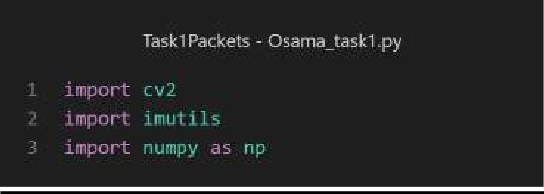 Task1Packets - Osama_task1.py
1 import cv2
2 import imutils
3 import numpy as np